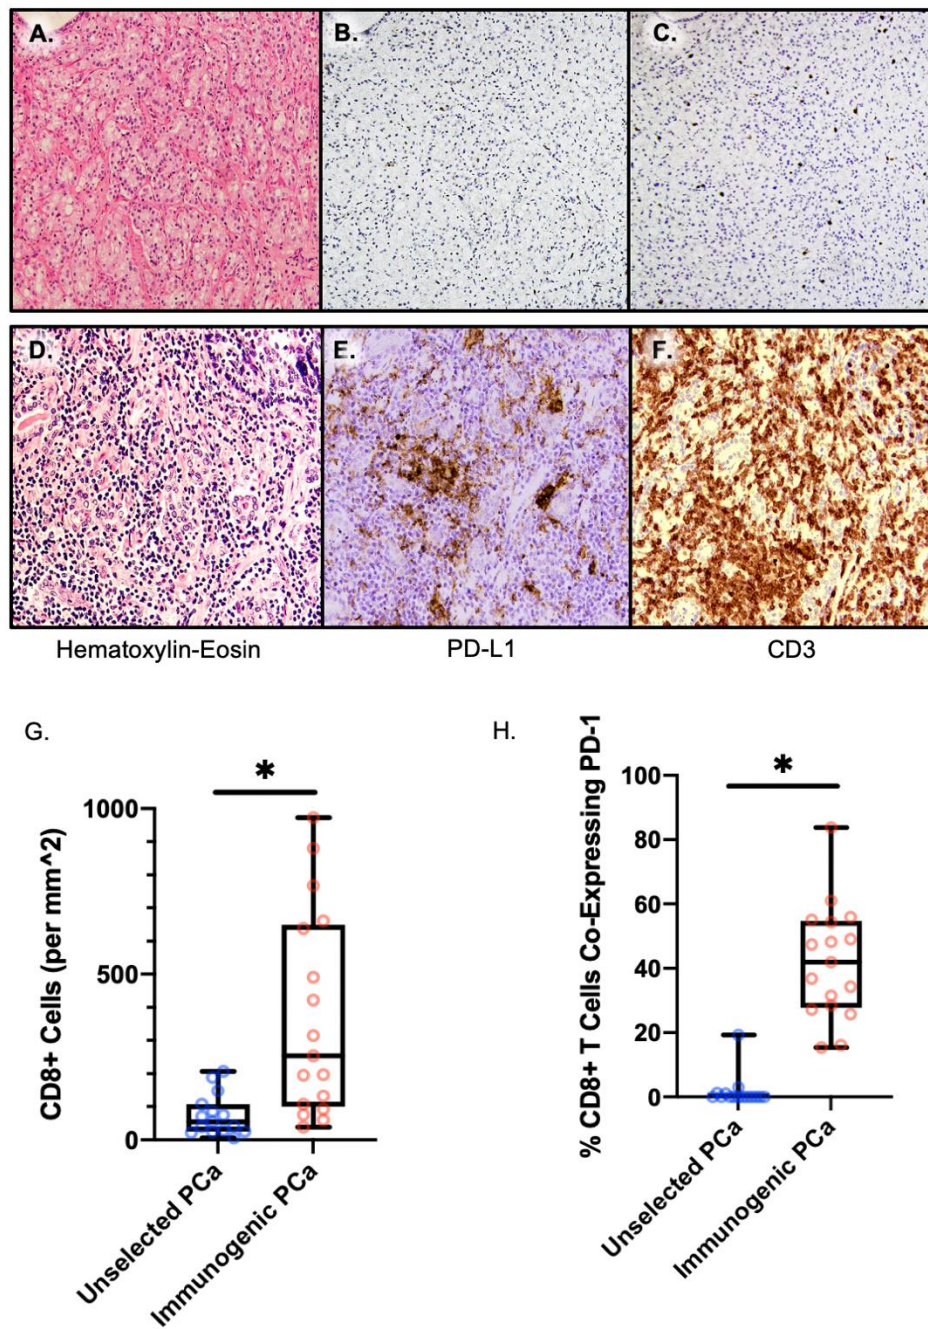 A.
B.
C.
D.
E.
F.
Hematoxylin-Eosin
PD-L1
CD3
G.
*
CD8+ Cells (per mm^2)
1000
500
0
Unselected PCa
Immunogenic PCa
H.
*
% CD8+ T Cells Co-Expressing PD-1
100
80
60
40
20
0
Unselected PCa
Immunogenic PCa